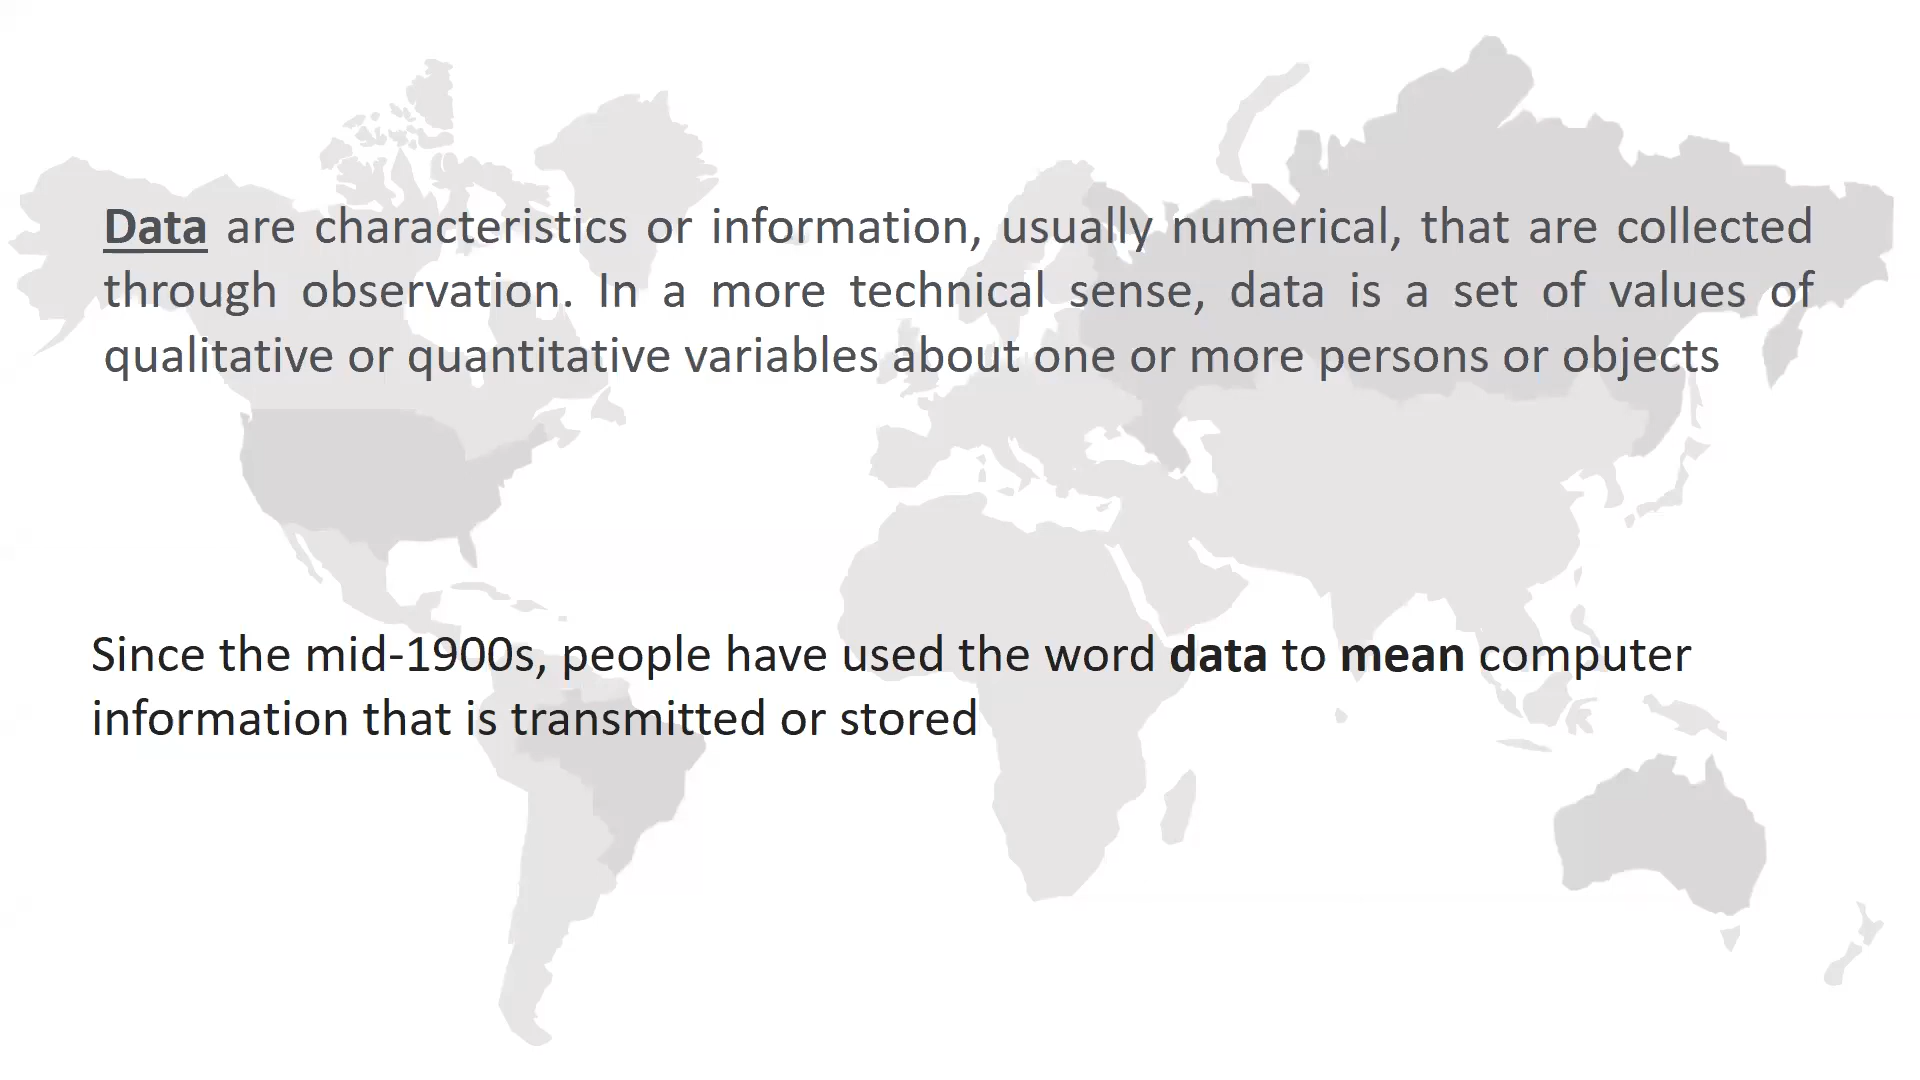 Data are characteristics or information, usually numerical, that are collected
through observation. In a more technical sense, data is a set of values of
qualitative or quantitative variables about one or more persons or objects
Since the mid-1900s, people have used the word data to mean computer
information that is transmitted or stored